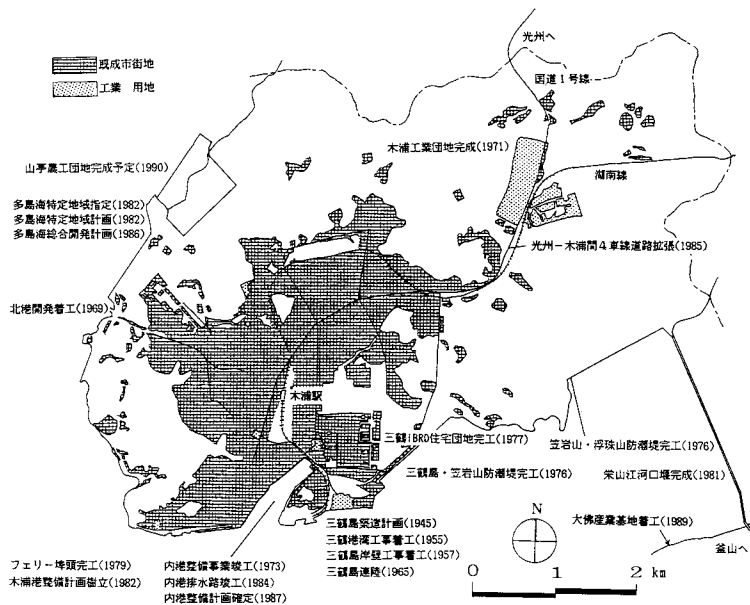 光州へ
既成市街地
工業 用地
国道1号線
木浦工業団地完成(1971)
湖南線
山亭農工団地完成予定(1990)
多島海特定地域指定(1982)
多島海特定地域計画(1982)
多島海総合開発計画(1986)
光州－木浦間4車線道路拡張(1985)
北港開発着工(1969)
木浦駅
三鶴IBRD住宅団地完工(1977)
笠岩山・浮珠山防潮堤完工(1976)
三鶴島・笠岩山防潮堤完工(1976)
栄山江河口堰完成(1981)
三鶴島築造計画(1945)
三鶴港湾工事着工(1955)
三鶴島岸壁工事着工(1957)
三鶴島連陸(1965)
大佛産業基地着工(1989)
N
釜山へ
フェリー埠頭完工(1979)
木浦港整備計画樹立(1982)
内港整備事業竣工(1973)
内港排水路竣工(1984)
内港整備計画確定(1987)
0 1 2 km